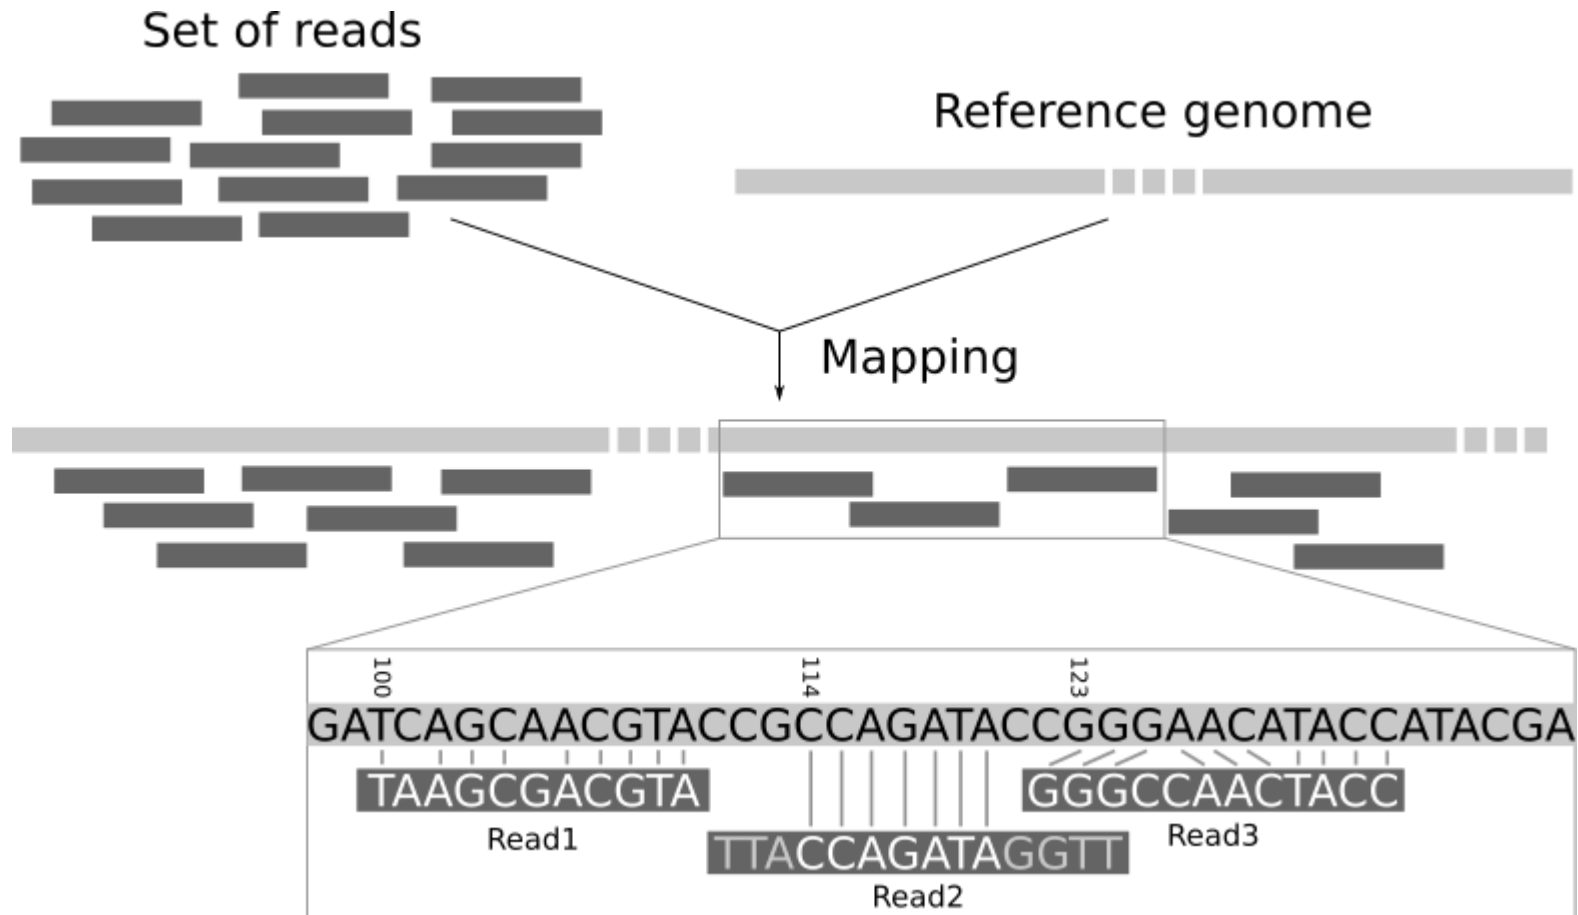 Set of reads
Reference genome
Mapping
100 114 123
GATCAGCAACGTACCGCCAGATACCGGGAACATACCATACGA
TAAGCGACGTA
GGGCCAACTACC
Read1
Read3
TTACCAGATAGGTT
Read2